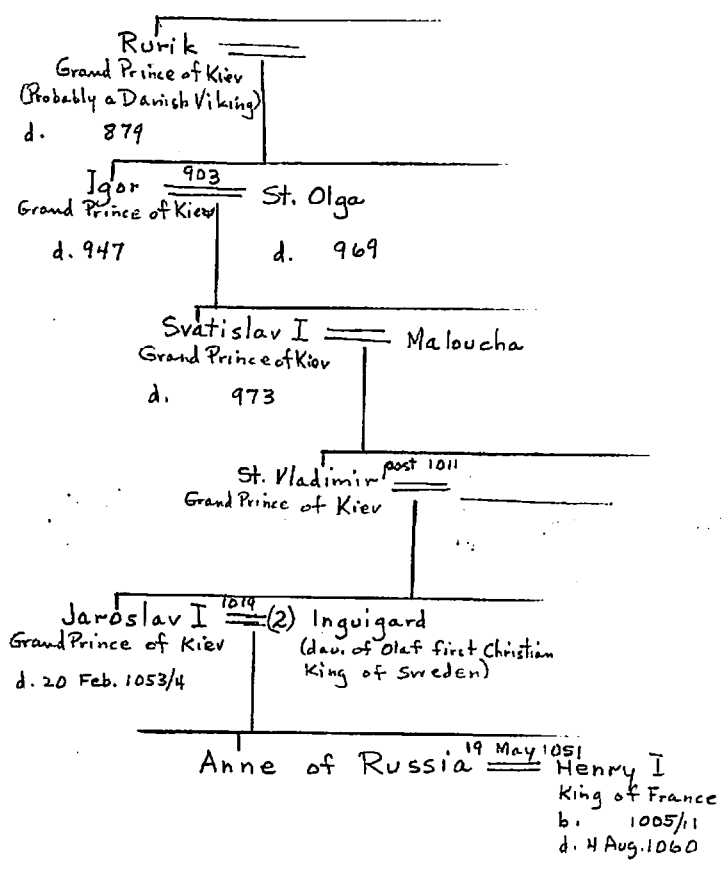 Rurik
Grand Prince of Kiev
(Probably a Danish Viking)
d. 879
903
Igor St. Olga
Grand Prince of Kiev
d. 947 d. 969
Svatislav I Maloucha
Grand Prince of Kiev
d. 973
post 1011
St. Vladimir
Grand Prince of Kiev
1019
Jaroslav I (2) Inguigard
Grand Prince of Kiev (dau. of Olaf first Christian
King of Sweden)
d. 20 Feb. 1053/4
19 May 1051
Anne of Russia Henry I
King of France
b. 1005/11
d. 4 Aug. 1060